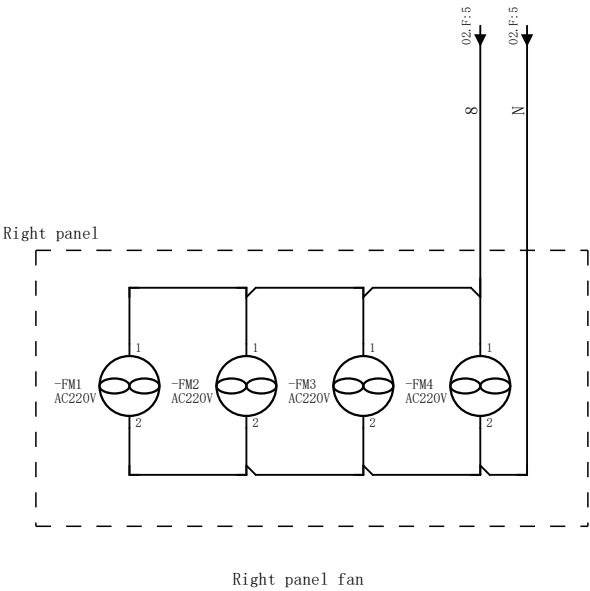 02.F:5
02.F:5
8
N
Right panel
1
1
1
1
-FM1
AC220V
-FM2
AC220V
-FM3
AC220V
-FM4
AC220V
2
2
2
2
Right panel fan